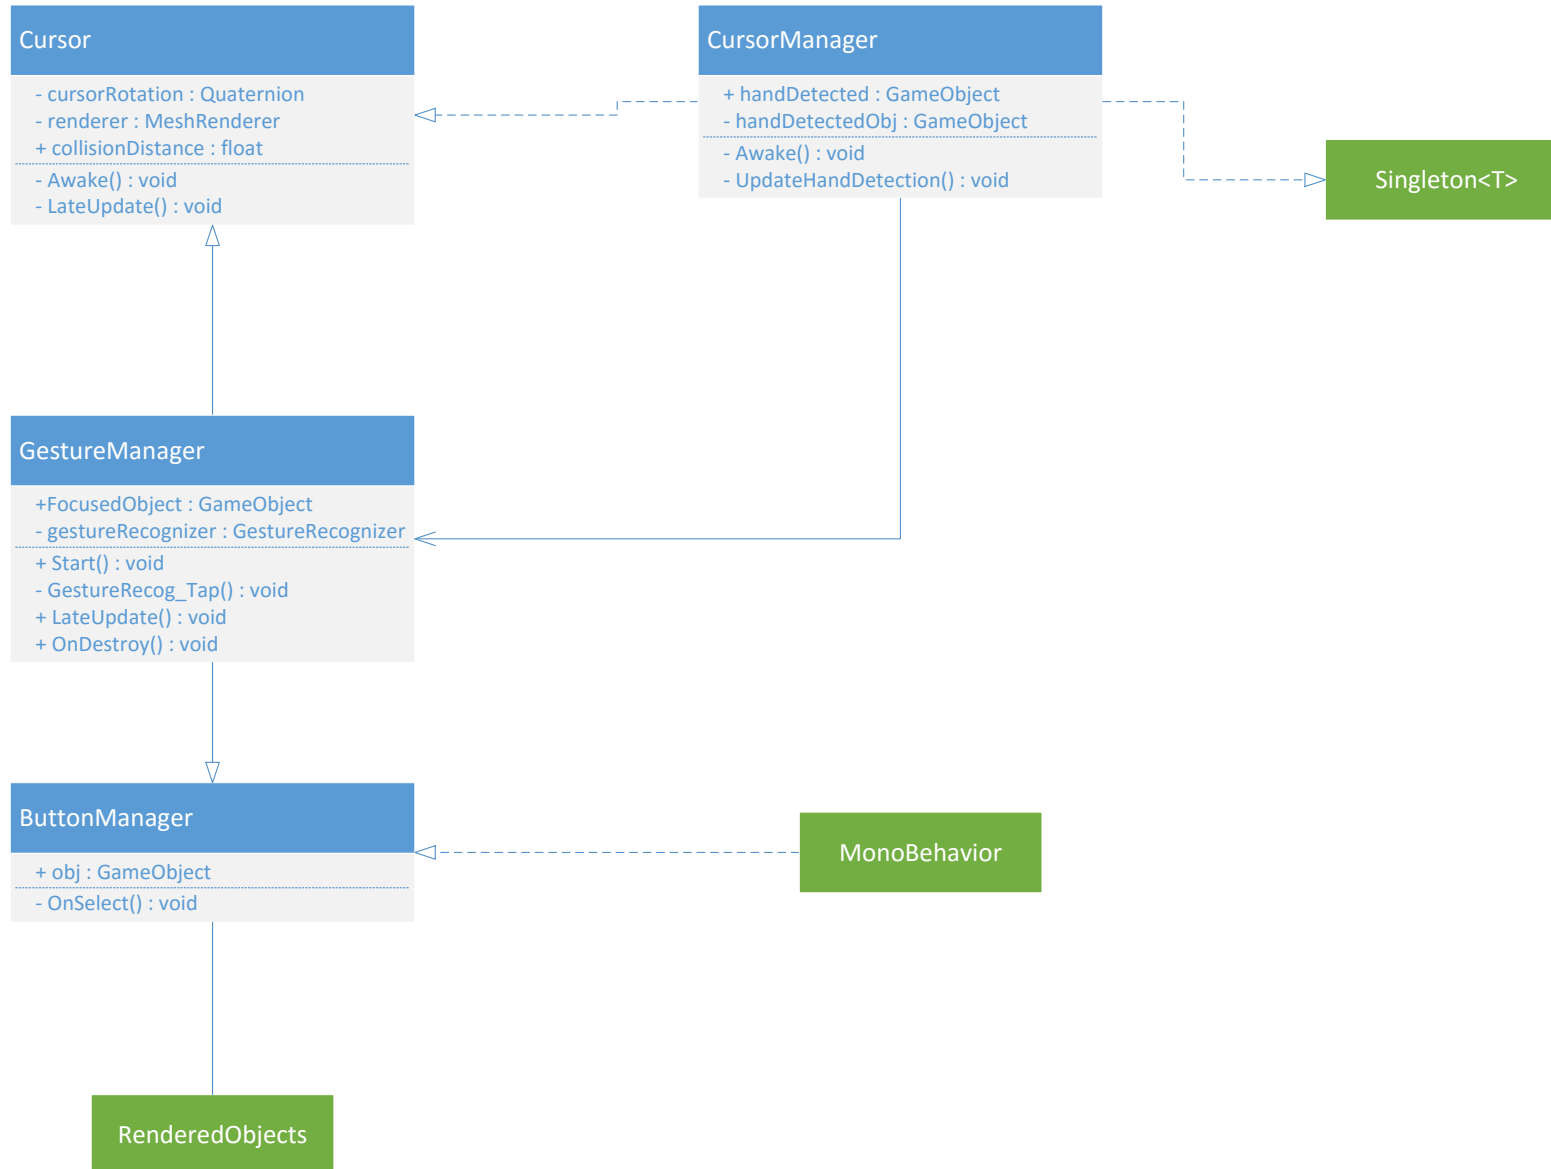 Cursor
- cursorRotation : Quaternion
- renderer : MeshRenderer
+ collisionDistance : float
- Awake() : void
- LateUpdate() : void
CursorManager
+ handDetected : GameObject
- handDetectedObj : GameObject
- Awake() : void
- UpdateHandDetection() : void
Singleton<T>
GestureManager
+FocusedObject : GameObject
- gestureRecognizer : GestureRecognizer
+ Start() : void
- GestureRecog_Tap() : void
+ LateUpdate() : void
+ OnDestroy() : void
ButtonManager
+ obj : GameObject
- OnSelect() : void
MonoBehavior
RenderedObjects